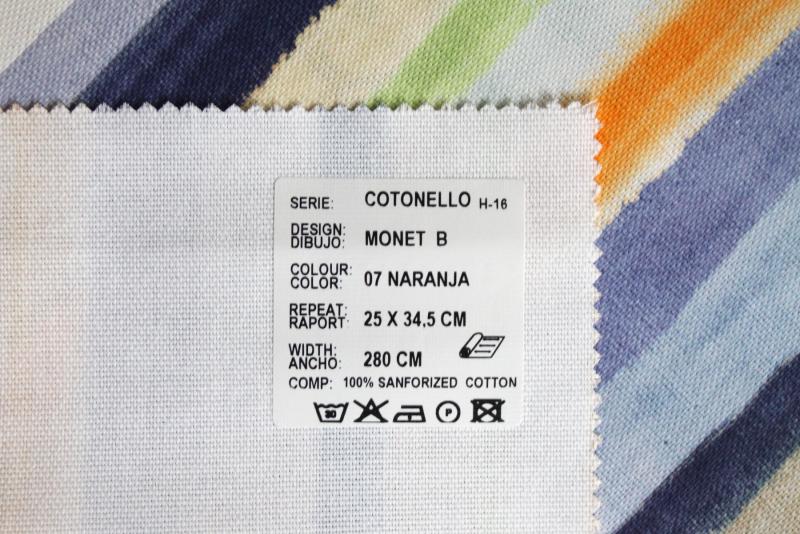 SERIE: COTONELLO H-16
DESIGN:
DIBUJO: MONET B
COLOUR:
COLOR: 07 NARANJA
REPEAT:
RAPORT: 25 X 34,5 CM
WIDTH:
ANCHO: 280 CM
COMP: 100% SANFORIZED COTTON
30 P